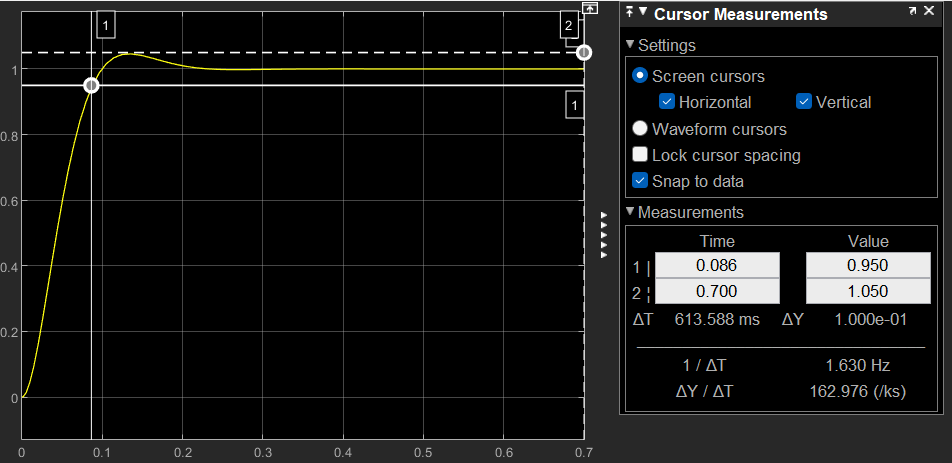 1
2
1
1
0.8
0.6
0.4
0.2
0
0
0.1
0.2
0.3
0.4
0.5
0.6
0.7
Cursor Measurements
Settings
Screen cursors
Horizontal Vertical
Waveform cursors
Lock cursor spacing
Snap to data
Measurements
Time Value
1 | 0.086 0.950
2 ¦ 0.700 1.050
ΔT 613.588 ms ΔY 1.000e-01
1 / ΔT 1.630 Hz
ΔY / ΔT 162.976 (/ks)